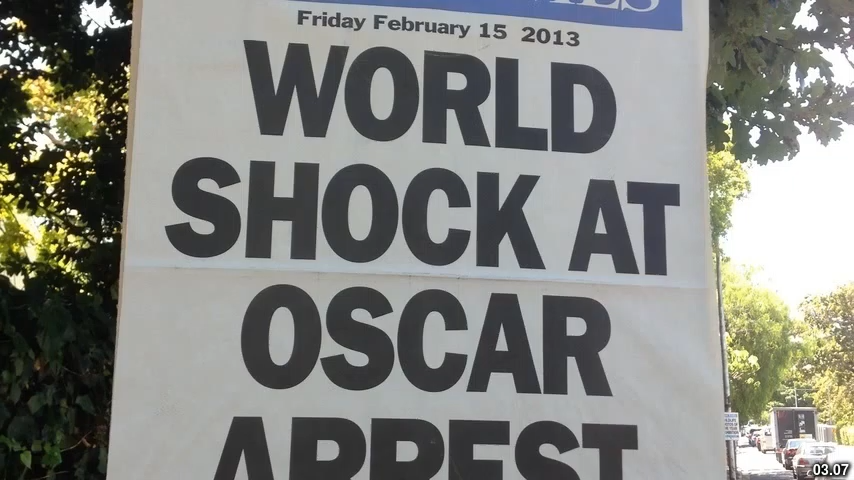 Friday February 15 2013
WORLD
SHOCK AT
OSCAR
ARREST
03.07